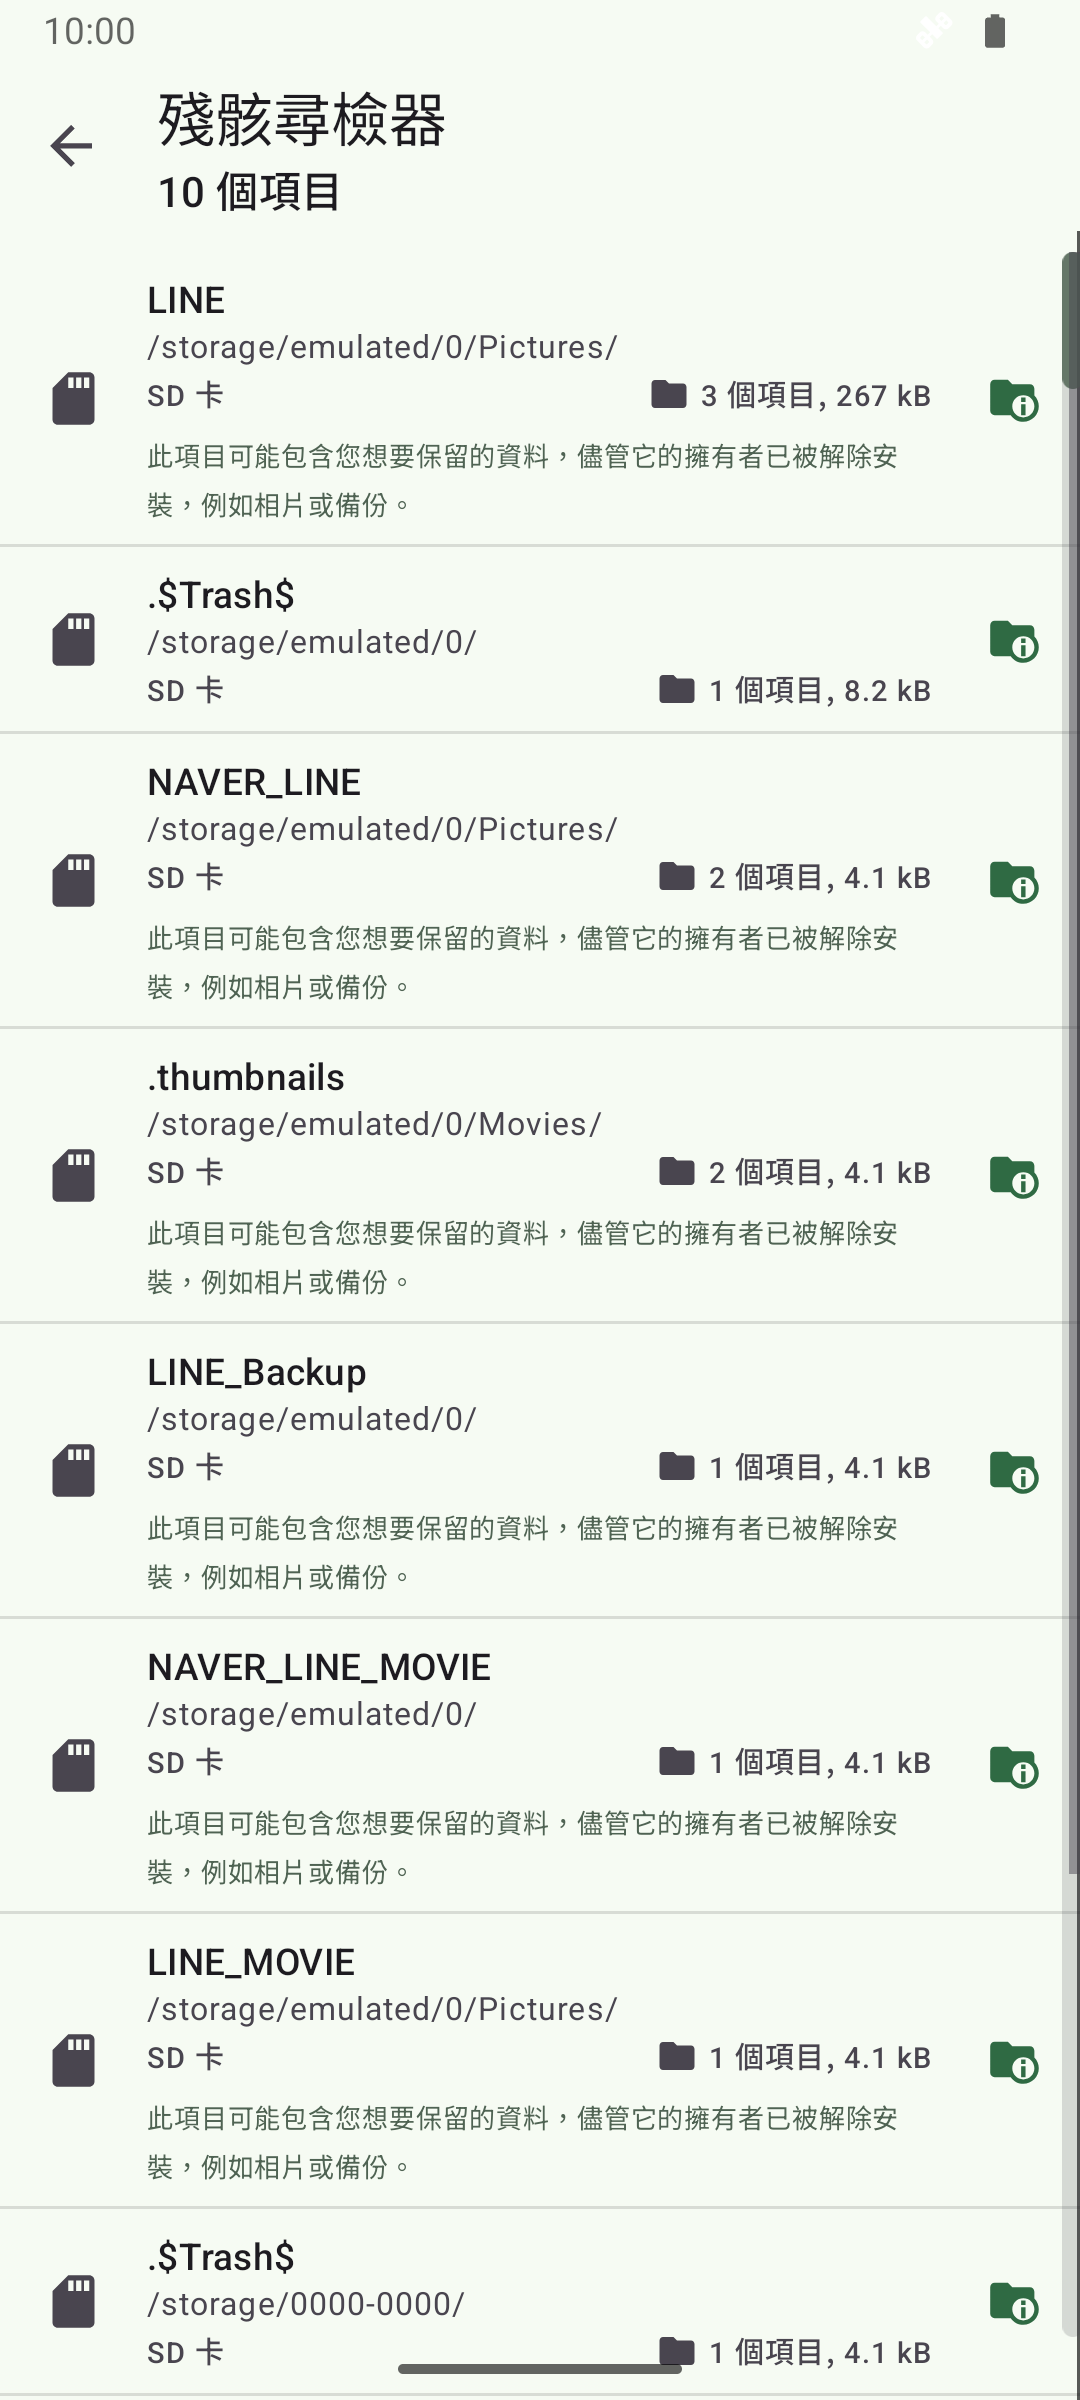 10:00
殘骸尋檢器
10 個項目
LINE
/storage/emulated/0/Pictures/
SD 卡 3 個項目, 267 kB
此項目可能包含您想要保留的資料，儘管它的擁有者已被解除安
裝，例如相片或備份。
.$Trash$
/storage/emulated/0/
SD 卡 1 個項目, 8.2 kB
NAVER_LINE
/storage/emulated/0/Pictures/
SD 卡 2 個項目, 4.1 kB
此項目可能包含您想要保留的資料，儘管它的擁有者已被解除安
裝，例如相片或備份。
.thumbnails
/storage/emulated/0/Movies/
SD 卡 2 個項目, 4.1 kB
此項目可能包含您想要保留的資料，儘管它的擁有者已被解除安
裝，例如相片或備份。
LINE_Backup
/storage/emulated/0/
SD 卡 1 個項目, 4.1 kB
此項目可能包含您想要保留的資料，儘管它的擁有者已被解除安
裝，例如相片或備份。
NAVER_LINE_MOVIE
/storage/emulated/0/
SD 卡 1 個項目, 4.1 kB
此項目可能包含您想要保留的資料，儘管它的擁有者已被解除安
裝，例如相片或備份。
LINE_MOVIE
/storage/emulated/0/Pictures/
SD 卡 1 個項目, 4.1 kB
此項目可能包含您想要保留的資料，儘管它的擁有者已被解除安
裝，例如相片或備份。
.$Trash$
/storage/0000-0000/
SD 卡 1 個項目, 4.1 kB